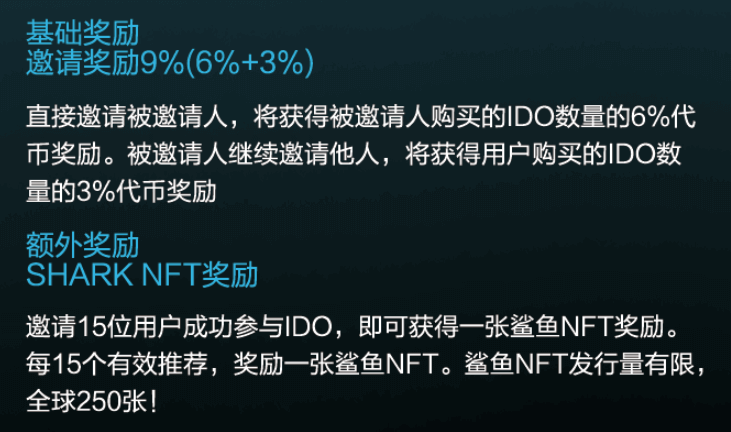 基础奖励
邀请奖励9%(6%+3%)
直接邀请被邀请人，将获得被邀请人购买的IDO数量的6%代
币奖励。被邀请人继续邀请他人，将获得用户购买的IDO数
量的3%代币奖励
额外奖励
SHARK NFT奖励
邀请15位用户成功参与IDO，即可获得一张鲨鱼NFT奖励。
每15个有效推荐，奖励一张鲨鱼NFT。鲨鱼NFT发行量有限，
全球250张！